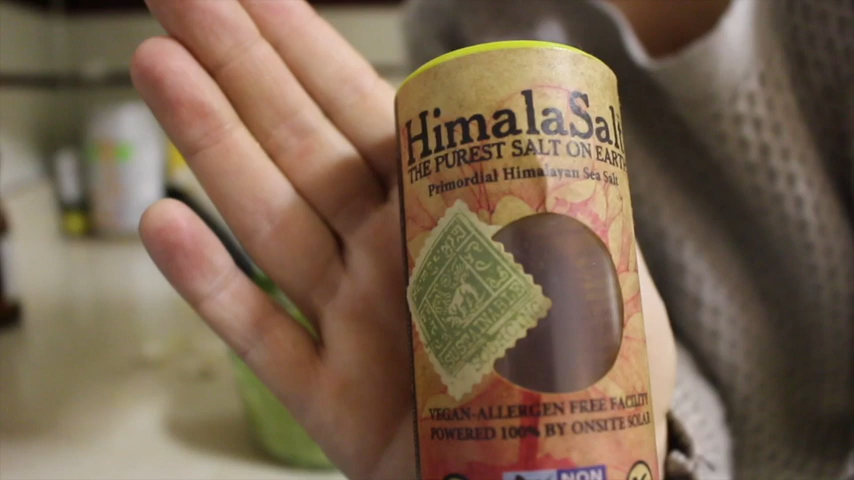 HimalaSalt
THE PUREST SALT ON EARTH
Primordial Himalayan Sea Salt
VEGAN-ALLERGEN FREE FACILITY
POWERED 100% BY ONSITE SOLAR
NON